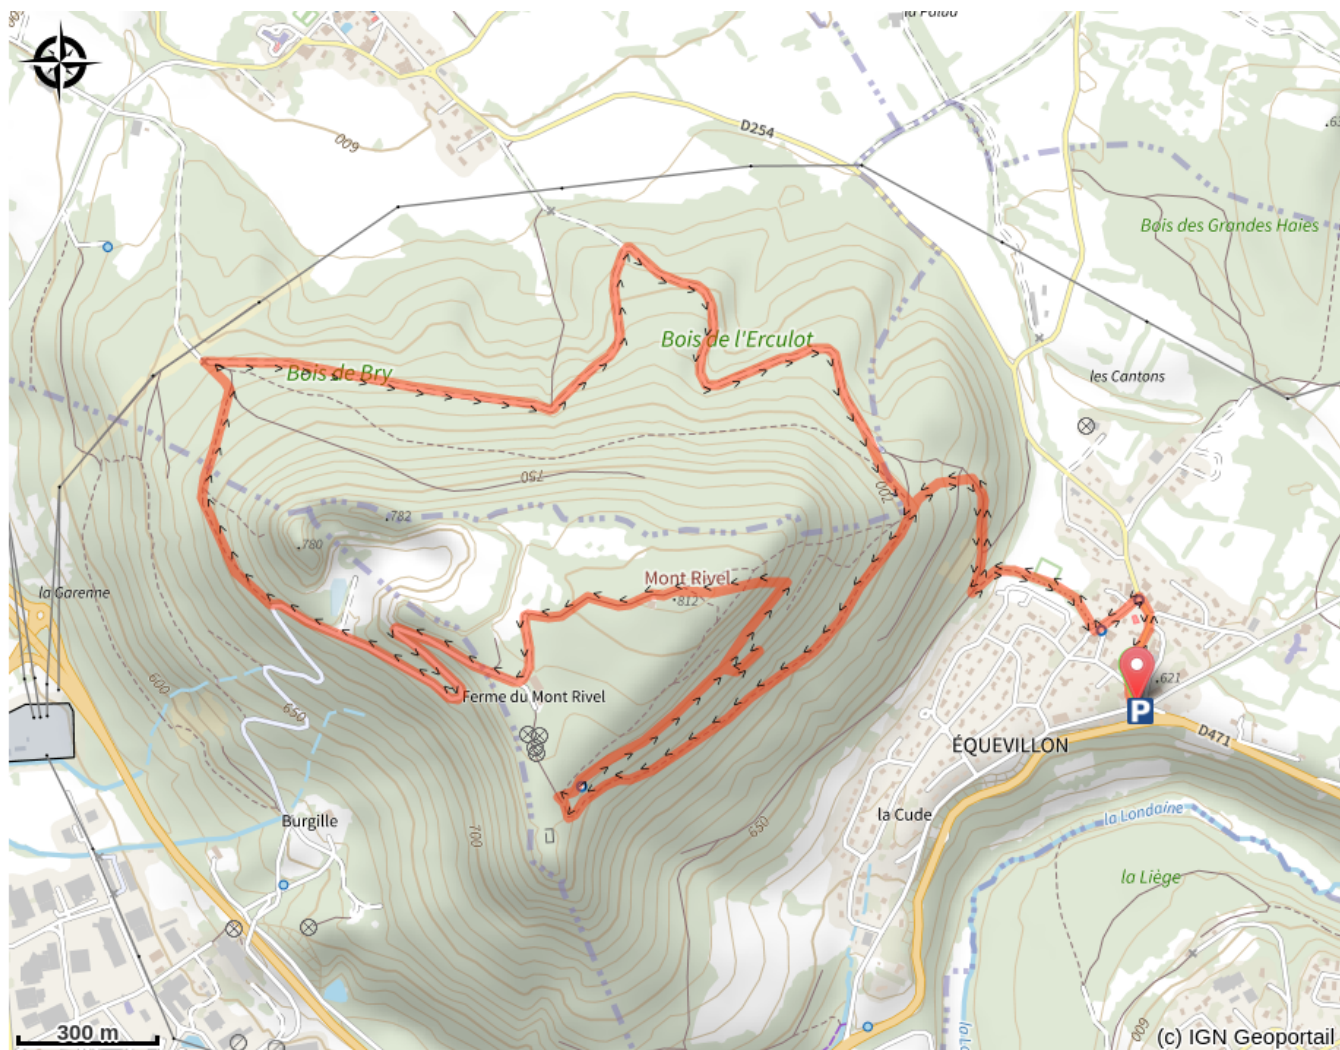 la Palud
600
D254
Bois des Grandes Haies
Bois de l'Erculot
Bois de Bry
les Cantons
750
700
.782
.780
Mont Rivel
.812
la Garenne
600
650
Ferme du Mont Rivel
.621
P
D471
ÉQUEVILLON
la Londaine
Burgille
700
650
la Cude
la Liège
600
300 m
(c) IGN Geoportail